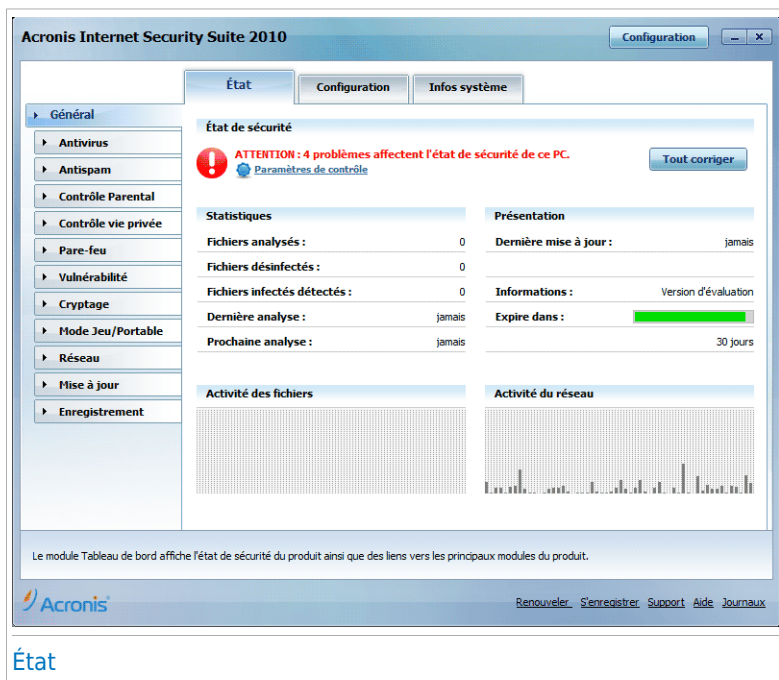 Acronis Internet Security Suite 2010
Configuration
État
Configuration
Infos système
Général
Antivirus
Antispam
Contrôle Parental
Contrôle vie privée
Pare-feu
Vulnérabilité
Cryptage
Mode Jeu/Portable
Réseau
Mise à jour
Enregistrement
État de sécurité
ATTENTION : 4 problèmes affectent l'état de sécurité de ce PC.
Paramètres de contrôle
Tout corriger
Statistiques
Fichiers analysés : 0
Fichiers désinfectés : 0
Fichiers infectés détectés : 0
Dernière analyse : jamais
Prochaine analyse : jamais
Présentation
Dernière mise à jour : jamais
Informations : Version d'évaluation
Expire dans :
30 jours
Activité des fichiers
Activité du réseau
Le module Tableau de bord affiche l'état de sécurité du produit ainsi que des liens vers les principaux modules du produit.
Acronis
Renouveler S'enregistrer Support Aide Journaux
État